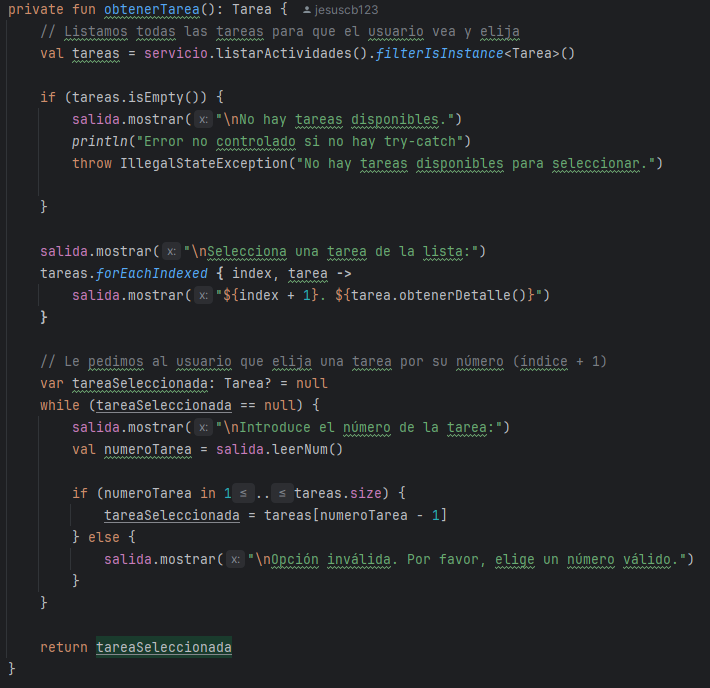 private fun obtenerTarea(): Tarea {  jesuscb123
    // Listamos todas las tareas para que el usuario vea y elija
    val tareas = servicio.listarActividades().filterIsInstance<Tarea>()

    if (tareas.isEmpty()) {
        salida.mostrar( x: "\nNo hay tareas disponibles.")
        println("Error no controlado si no hay try-catch")
        throw IllegalStateException("No hay tareas disponibles para seleccionar.")

    }

    salida.mostrar( x: "\nSelecciona una tarea de la lista:")
    tareas.forEachIndexed { index, tarea ->
        salida.mostrar( x: "${index + 1}. ${tarea.obtenerDetalle()}")
    }

    // Le pedimos al usuario que elija una tarea por su número (índice + 1)
    var tareaSeleccionada: Tarea? = null
    while (tareaSeleccionada == null) {
        salida.mostrar( x: "\nIntroduce el número de la tarea:")
        val numeroTarea = salida.leerNum()

        if (numeroTarea in 1 ≤ .. ≤ tareas.size) {
            tareaSeleccionada = tareas[numeroTarea - 1]
        } else {
            salida.mostrar( x: "\nOpción inválida. Por favor, elige un número válido.")
        }
    }

    return tareaSeleccionada
}